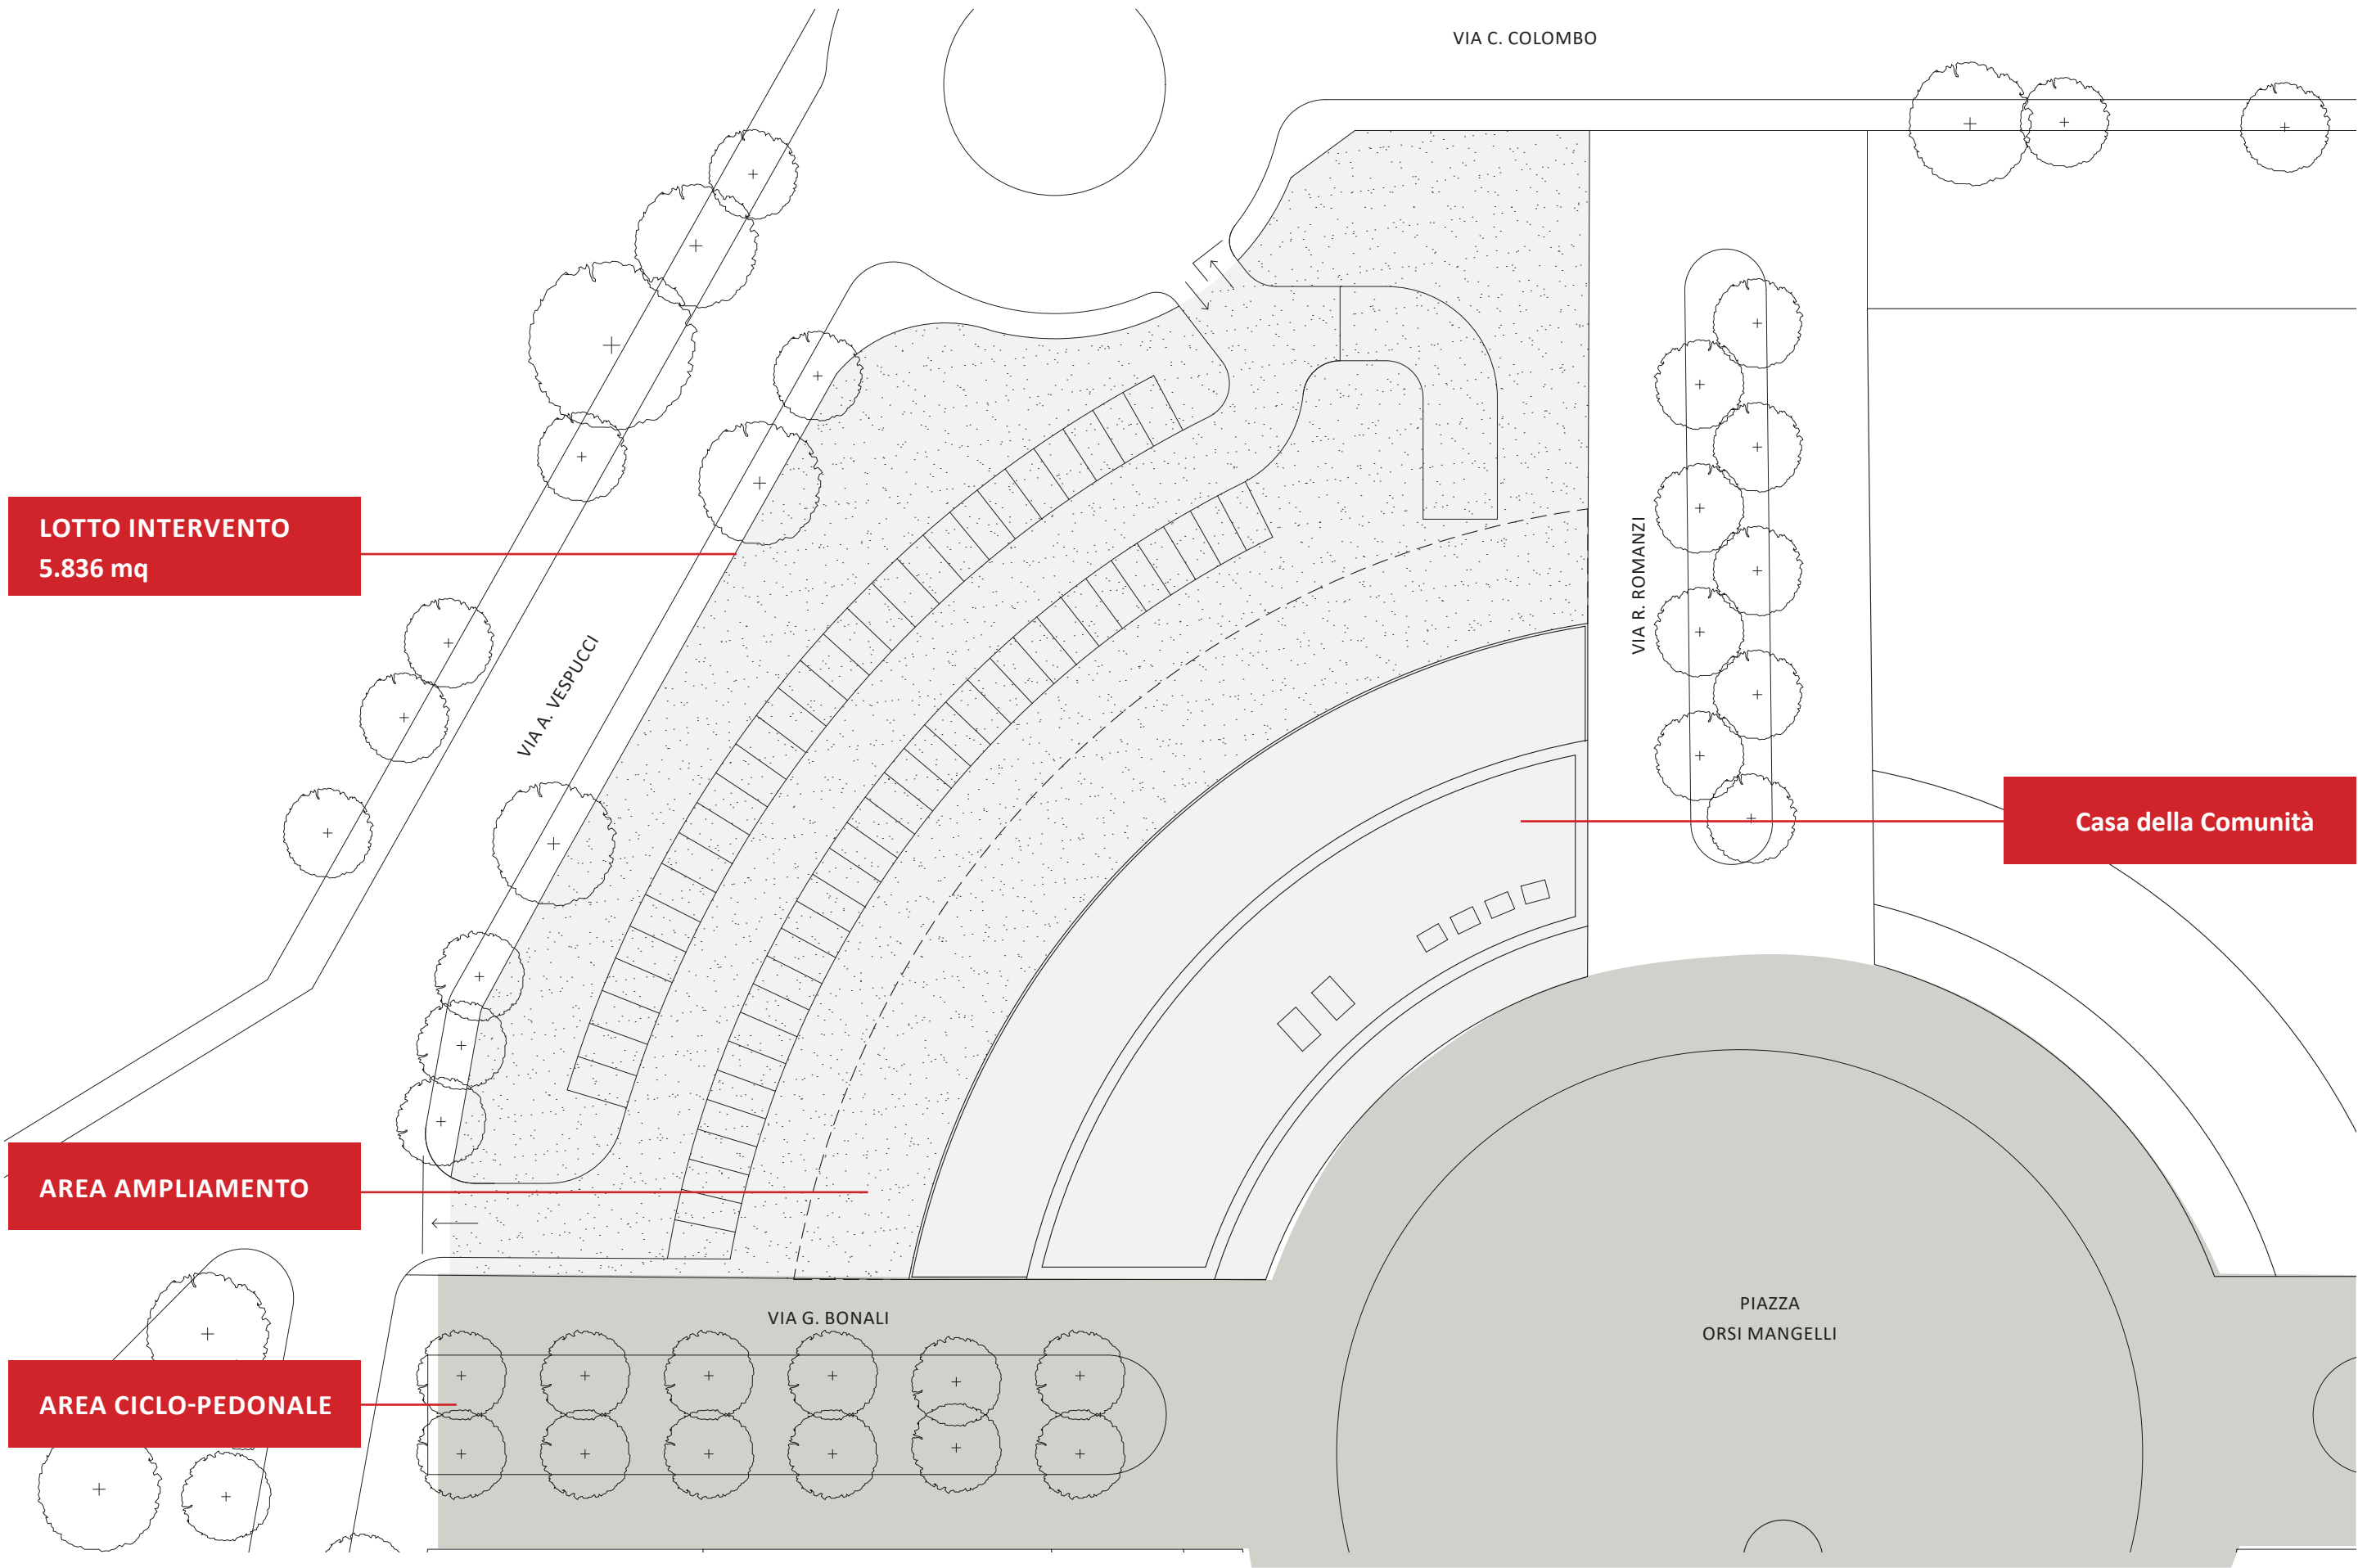 VIA C. COLOMBO
LOTTO INTERVENTO
5.836 mq
VIA R. ROMANZI
VIA A. VESPUCCI
Casa della Comunità
AREA AMPLIAMENTO
VIA G. BONALI
PIAZZA
ORSI MANGELLI
AREA CICLO-PEDONALE